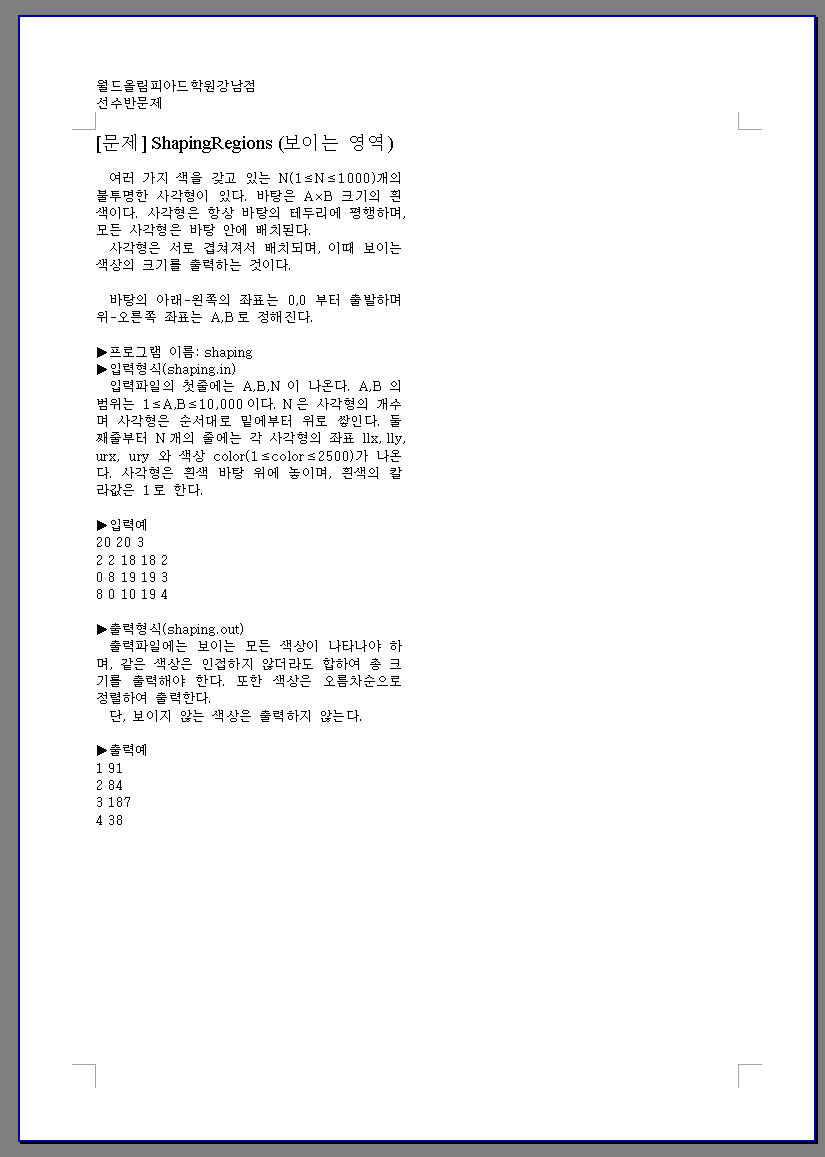 월드올림피아드학원강남점
선수반문제
[문제] ShapingRegions (보이는 영역)
여러 가지 색을 갖고 있는 N(1≤N≤1000)개의
불투명한 사각형이 있다. 바탕은 A×B 크기의 흰
색이다. 사각형은 항상 바탕의 테두리에 평행하며,
모든 사각형은 바탕 안에 배치된다.
사각형은 서로 겹쳐져서 배치되며, 이때 보이는
색상의 크기를 출력하는 것이다.
바탕의 아래-왼쪽의 좌표는 0,0 부터 출발하며
위-오른쪽 좌표는 A,B로 정해진다.
▶프로그램 이름: shaping
▶입력형식(shaping.in)
입력파일의 첫줄에는 A,B,N이 나온다. A,B의
범위는 1≤A,B≤10,000이다. N은 사각형의 개수
며 사각형은 순서대로 밑에부터 위로 쌓인다. 둘
째줄부터 N개의 줄에는 각 사각형의 좌표 llx, lly,
urx, ury 와 색상 color(1≤color≤2500)가 나온
다. 사각형은 흰색 바탕 위에 놓이며, 흰색의 칼
라값은 1로 한다.
▶입력예
20 20 3
2 2 18 18 2
0 8 19 19 3
8 0 10 19 4
▶출력형식(shaping.out)
출력파일에는 보이는 모든 색상이 나타나야 하
며, 같은 색상은 인접하지 않더라도 합하여 총 크
기를 출력해야 한다. 또한 색상은 오름차순으로
정렬하여 출력한다.
단, 보이지 않는 색상은 출력하지 않는다.
▶출력예
1 91
2 84
3 187
4 38